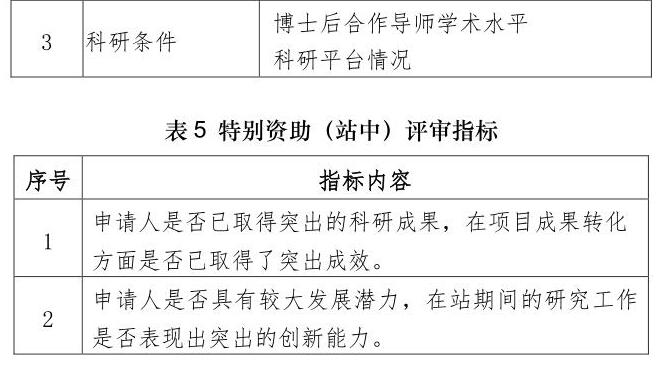 3 科研条件 博士后合作导师学术水平
科研平台情况
表 5 特别资助（站中）评审指标
序号 指标内容
1 申请人是否已取得突出的科研成果，在项目成果转化
方面是否已取得了突出成效。
2 申请人是否具有较大发展潜力，在站期间的研究工作
是否表现出突出的创新能力。